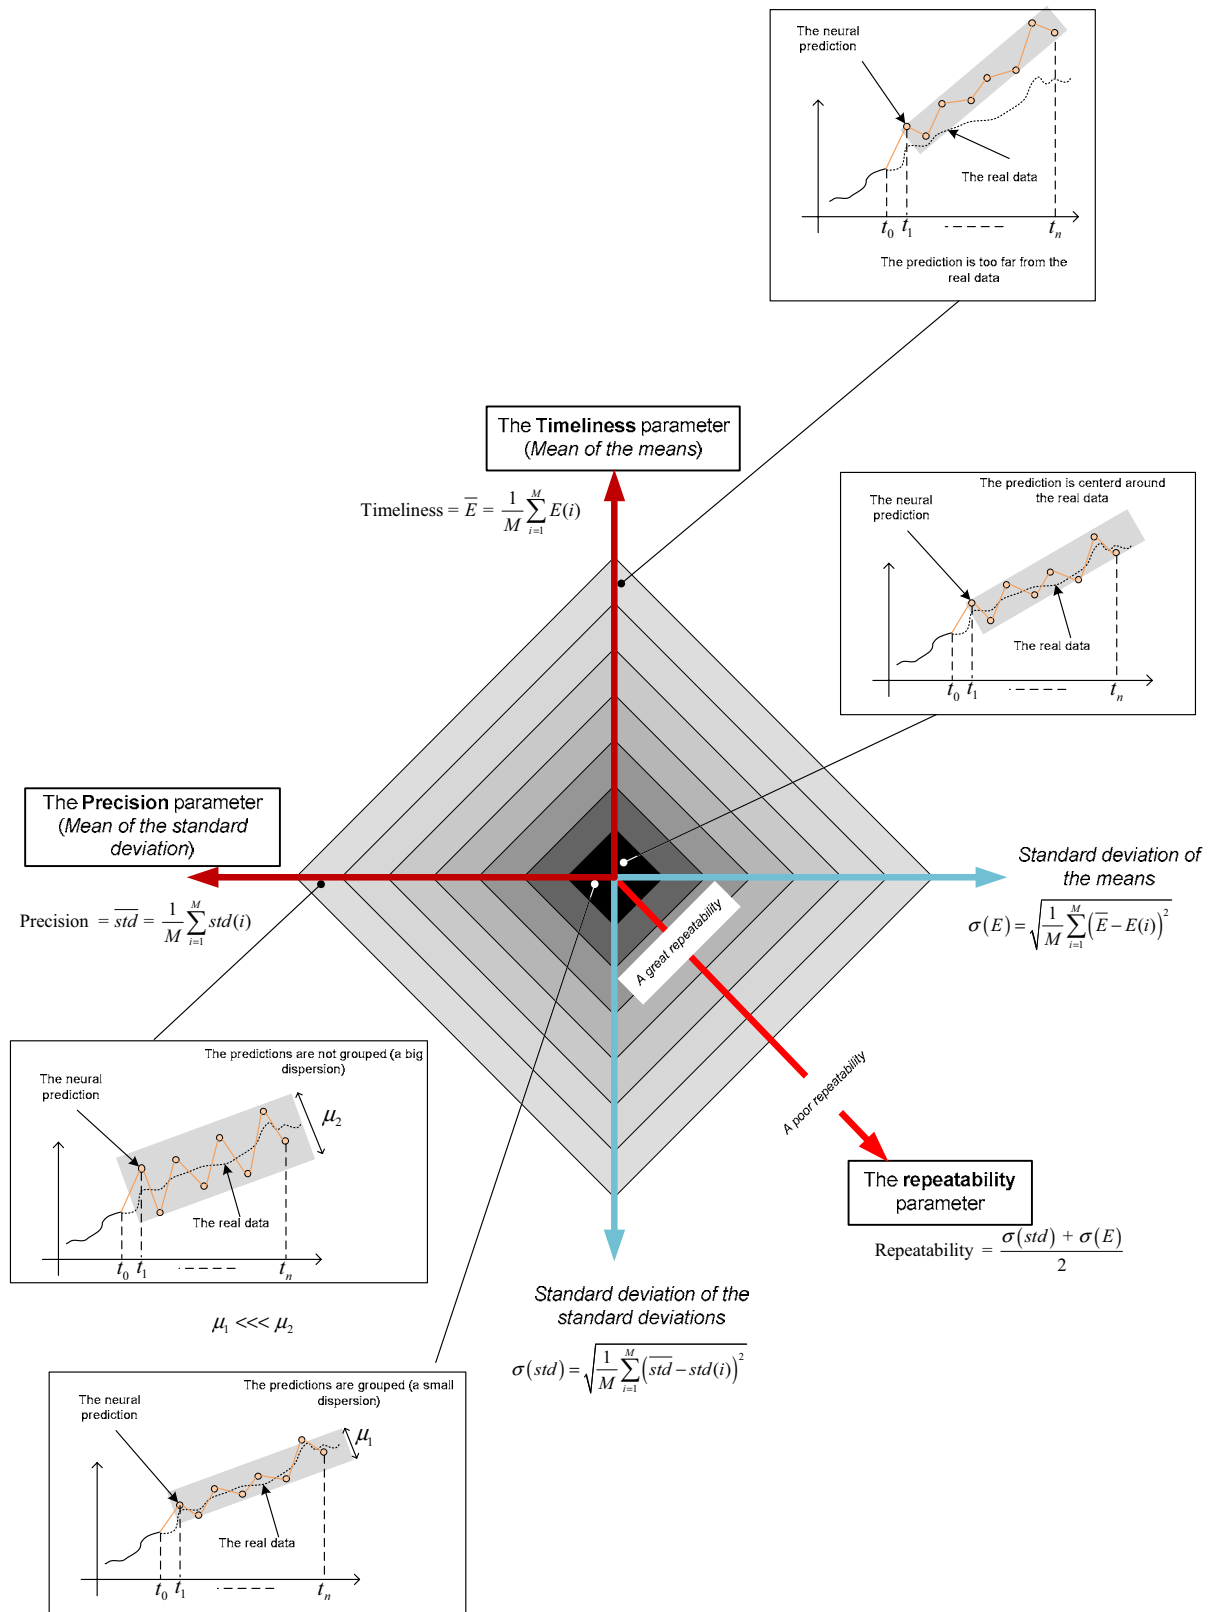 The neural
prediction
The real data
t0 t1 tn
The prediction is too far from the
real data
The Timeliness parameter
(Mean of the means)
Timeliness = E̅ = 1/M ∑_{i=1}^{M} E(i)
The prediction is centerd around
the real data
The neural
prediction
The real data
t0 t1 tn
The Precision parameter
(Mean of the standard
deviation)
Precision = s̅t̅d̅ = 1/M ∑_{i=1}^{M} std(i)
Standard deviation of
the means
σ(E) = √(1/M ∑_{i=1}^{M} (E̅ − E(i))²)
A great repeatability
A poor repeatability
The repeatability
parameter
Repeatability = (σ(std) + σ(E))/2
The predictions are not grouped (a big
dispersion)
The neural
prediction
μ2
The real data
t0 t1 tn
μ1 <<< μ2
Standard deviation of the
standard deviations
σ(std) = √(1/M ∑_{i=1}^{M} (s̅t̅d̅ − std(i))²)
The predictions are grouped (a small
dispersion)
The neural
prediction
μ1
The real data
t0 t1 tn